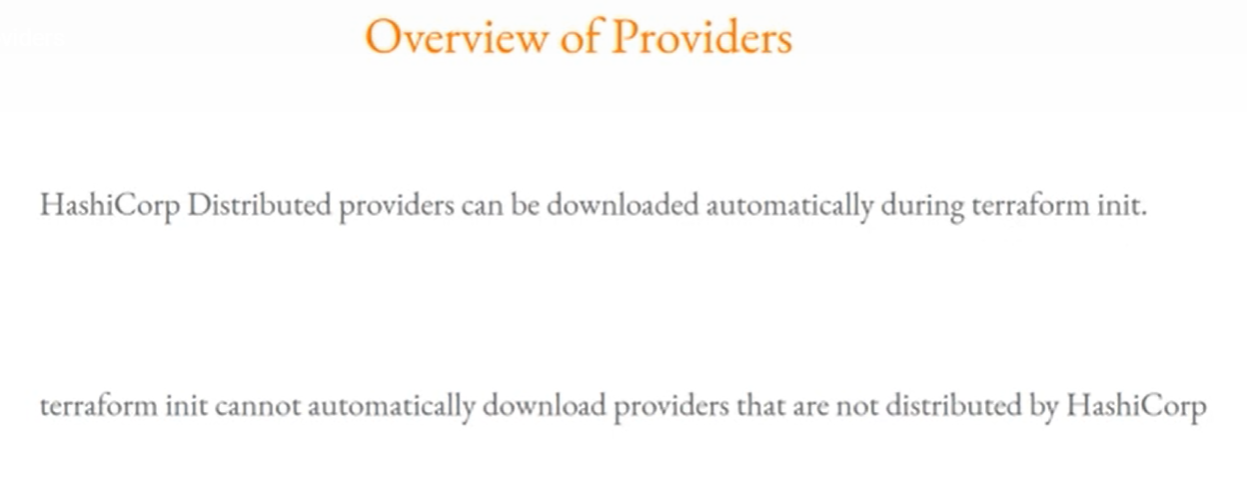 Overview of Providers
HashiCorp Distributed providers can be downloaded automatically during terraform init.
terraform init cannot automatically download providers that are not distributed by HashiCorp